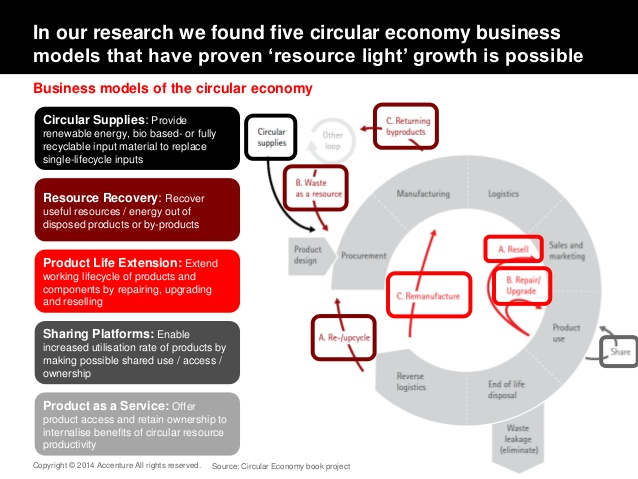 In our research we found five circular economy business
models that have proven ‘resource light’ growth is possible
Business models of the circular economy
Circular Supplies: Provide
renewable energy, bio based- or fully
recyclable input material to replace
single-lifecycle inputs
Resource Recovery: Recover
useful resources / energy out of
disposed products or by-products
Product Life Extension: Extend
working lifecycle of products and
components by repairing, upgrading
and reselling
Sharing Platforms: Enable
increased utilisation rate of products by
making possible shared use / access /
ownership
Product as a Service: Offer
product access and retain ownership to
internalise benefits of circular resource
productivity
Circular
supplies
Other
loop
C. Returning
byproducts
B. Waste
as a resource
Manufacturing
Logistics
Product
design
Procurement
A. Resell
Sales and
marketing
B. Repair/
Upgrade
C. Remanufacture
Product
use
Share
A. Re-/upcycle
Reverse
logistics
End of life
disposal
Waste
leakage
(eliminate)
Copyright © 2014 Accenture All rights reserved.
Source: Circular Economy book project